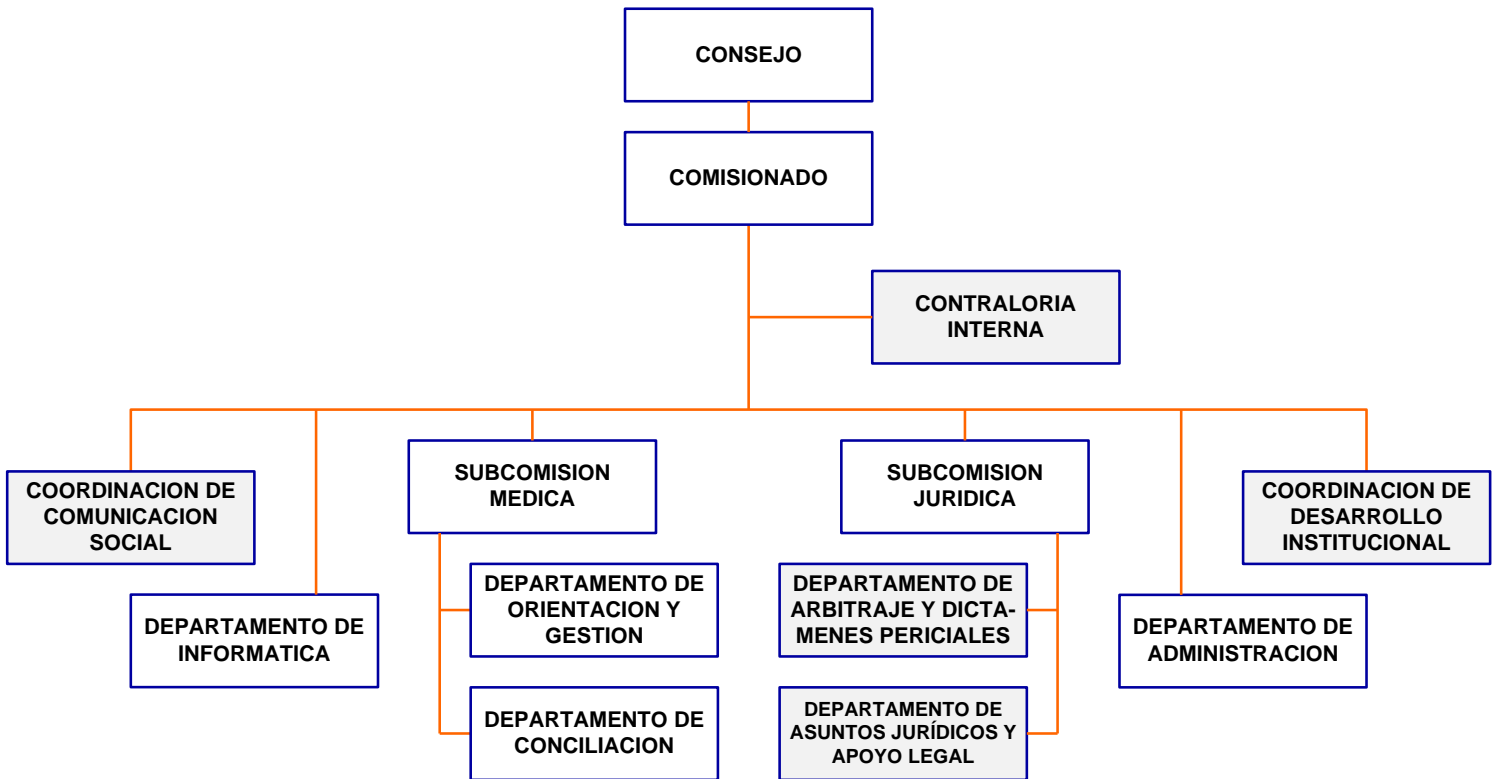 CONSEJO
COMISIONADO
CONTRALORIA
INTERNA
COORDINACION DE
COMUNICACION
SOCIAL
DEPARTAMENTO DE
INFORMATICA
SUBCOMISION
MEDICA
DEPARTAMENTO DE
ORIENTACION Y
GESTION
DEPARTAMENTO DE
CONCILIACION
SUBCOMISION
JURIDICA
DEPARTAMENTO DE
ARBITRAJE Y DICTA-
MENES PERICIALES
DEPARTAMENTO DE
ASUNTOS JURÍDICOS Y
APOYO LEGAL
DEPARTAMENTO DE
ADMINISTRACION
COORDINACION DE
DESARROLLO
INSTITUCIONAL